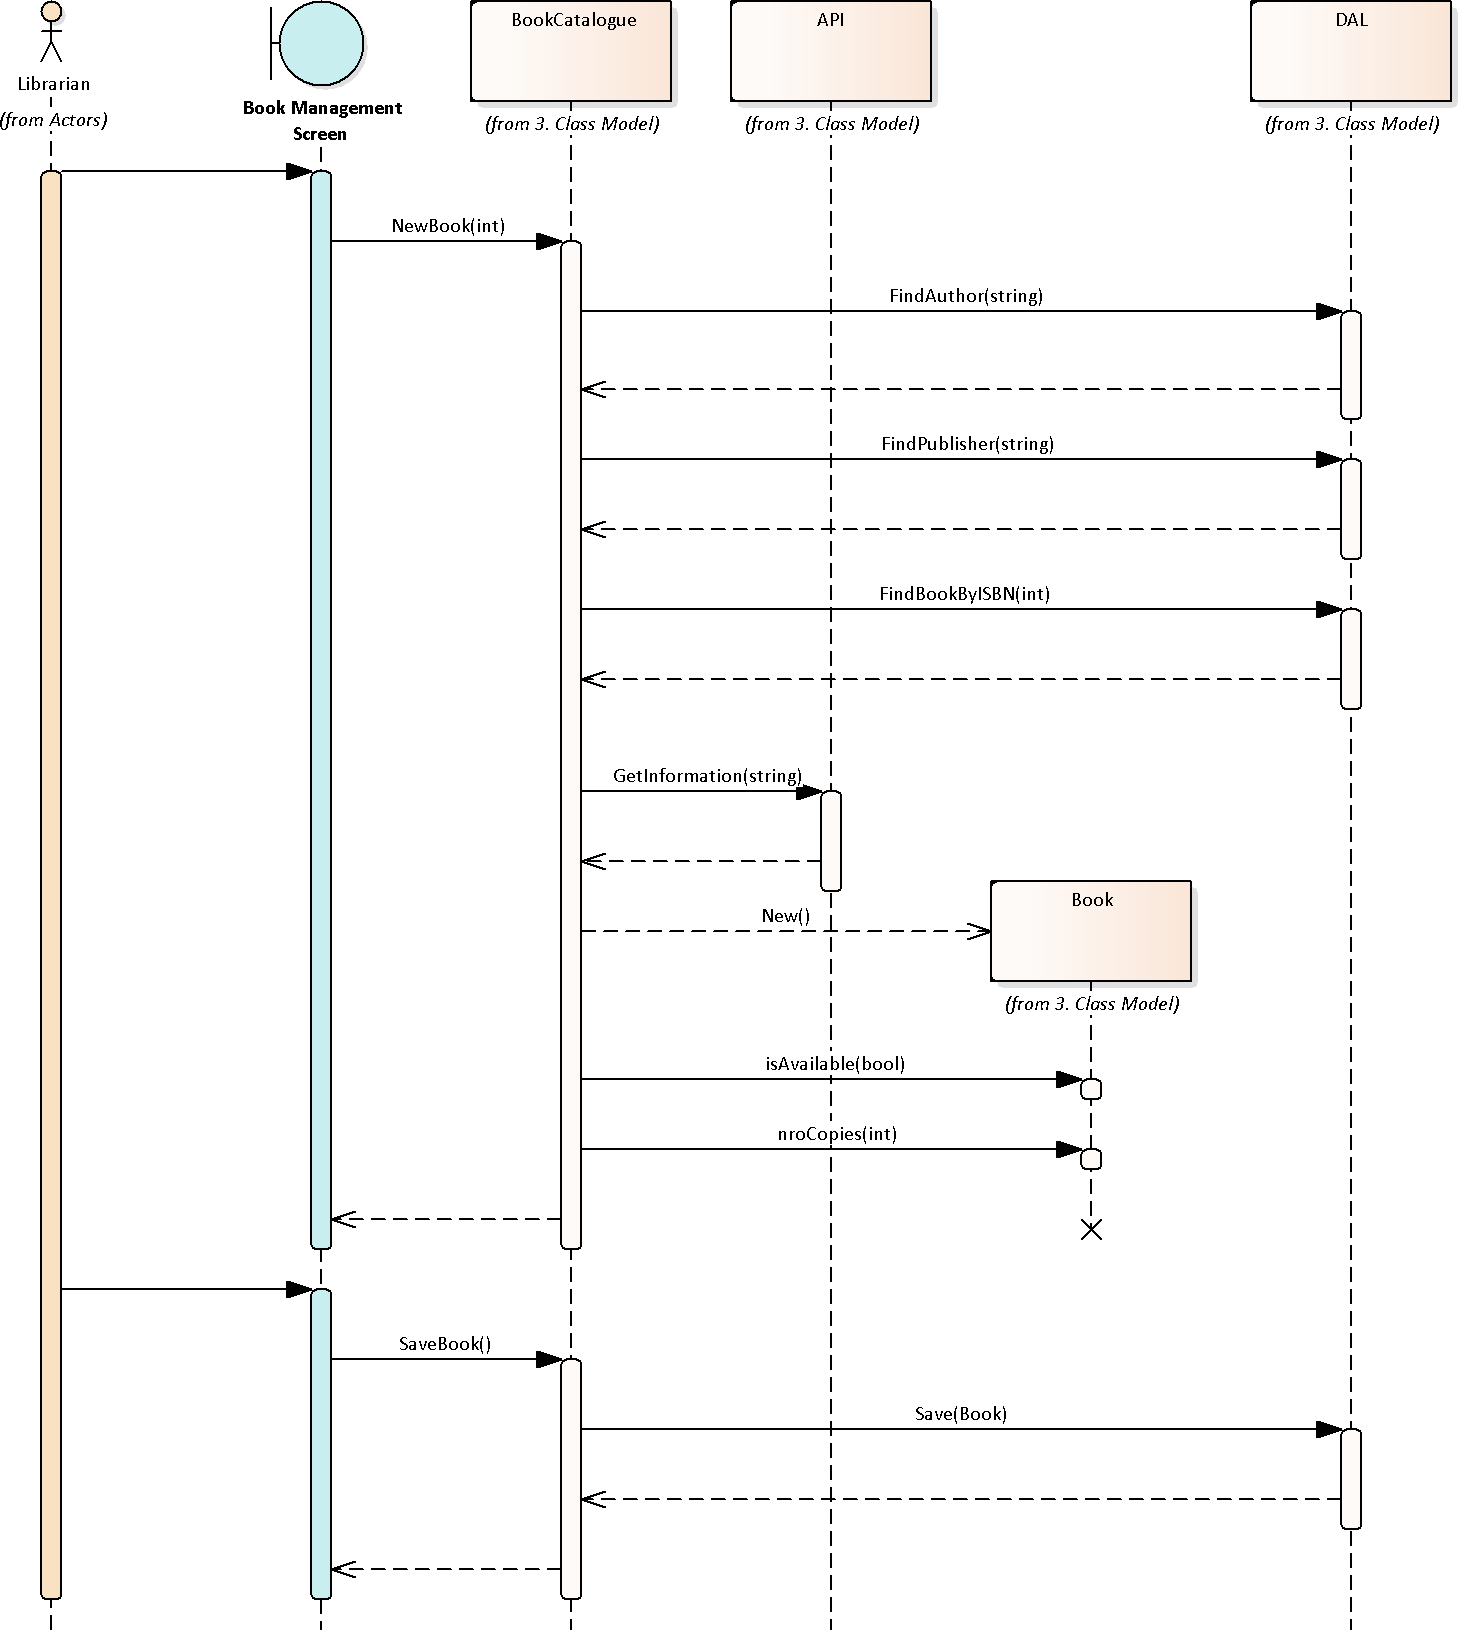 Librarian
(from Actors)
Book Management
Screen
BookCatalogue
(from 3. Class Model)
API
(from 3. Class Model)
DAL
(from 3. Class Model)
NewBook(int)
FindAuthor(string)
FindPublisher(string)
FindBookByISBN(int)
GetInformation(string)
New()
Book
(from 3. Class Model)
isAvailable(bool)
nroCopies(int)
SaveBook()
Save(Book)